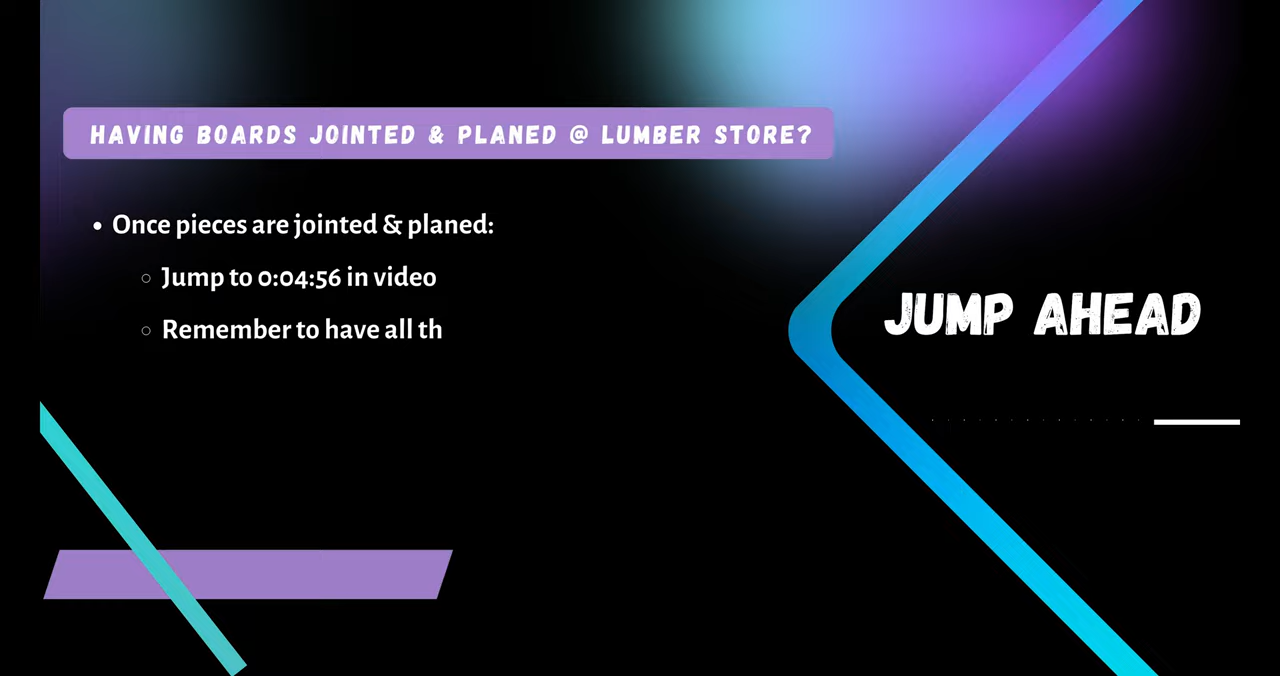 HAVING BOARDS JOINTED & PLANED @ LUMBER STORE?
• Once pieces are jointed & planed:
○ Jump to 0:04:56 in video
○ Remember to have all th
JUMP AHEAD